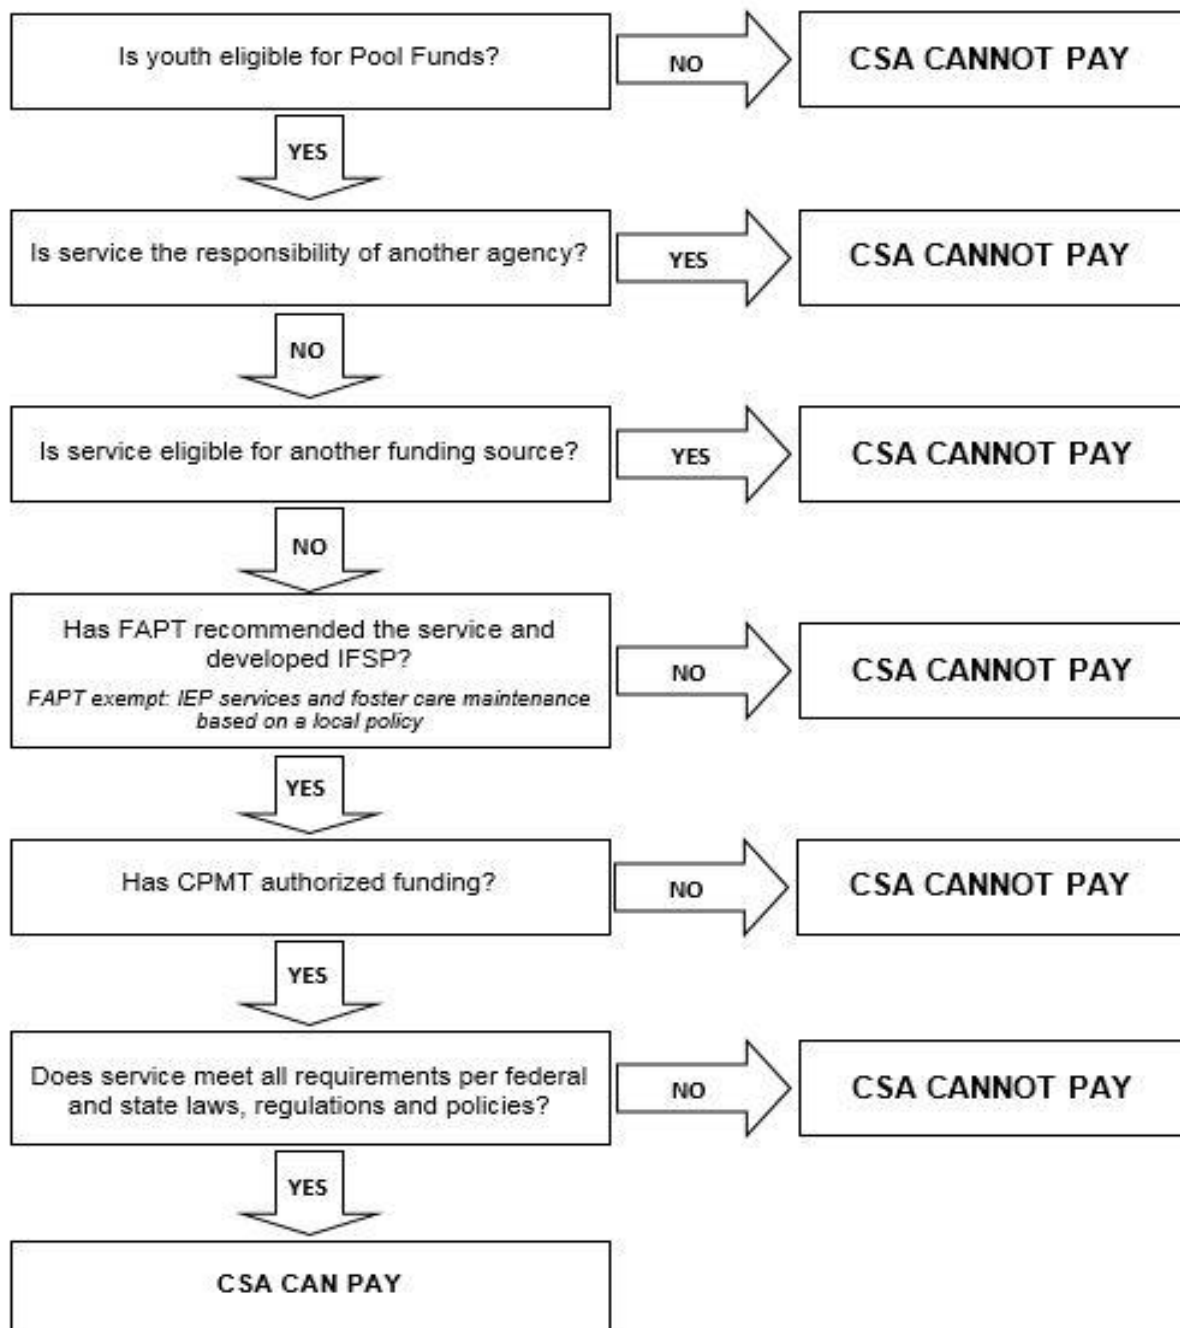 Is youth eligible for Pool Funds?
NO
CSA CANNOT PAY
YES
Is service the responsibility of another agency?
YES
CSA CANNOT PAY
NO
Is service eligible for another funding source?
YES
CSA CANNOT PAY
NO
Has FAPT recommended the service and
developed IFSP?
FAPT exempt: IEP services and foster care maintenance
based on a local policy
NO
CSA CANNOT PAY
YES
Has CPMT authorized funding?
NO
CSA CANNOT PAY
YES
Does service meet all requirements per federal
and state laws, regulations and policies?
NO
CSA CANNOT PAY
YES
CSA CAN PAY